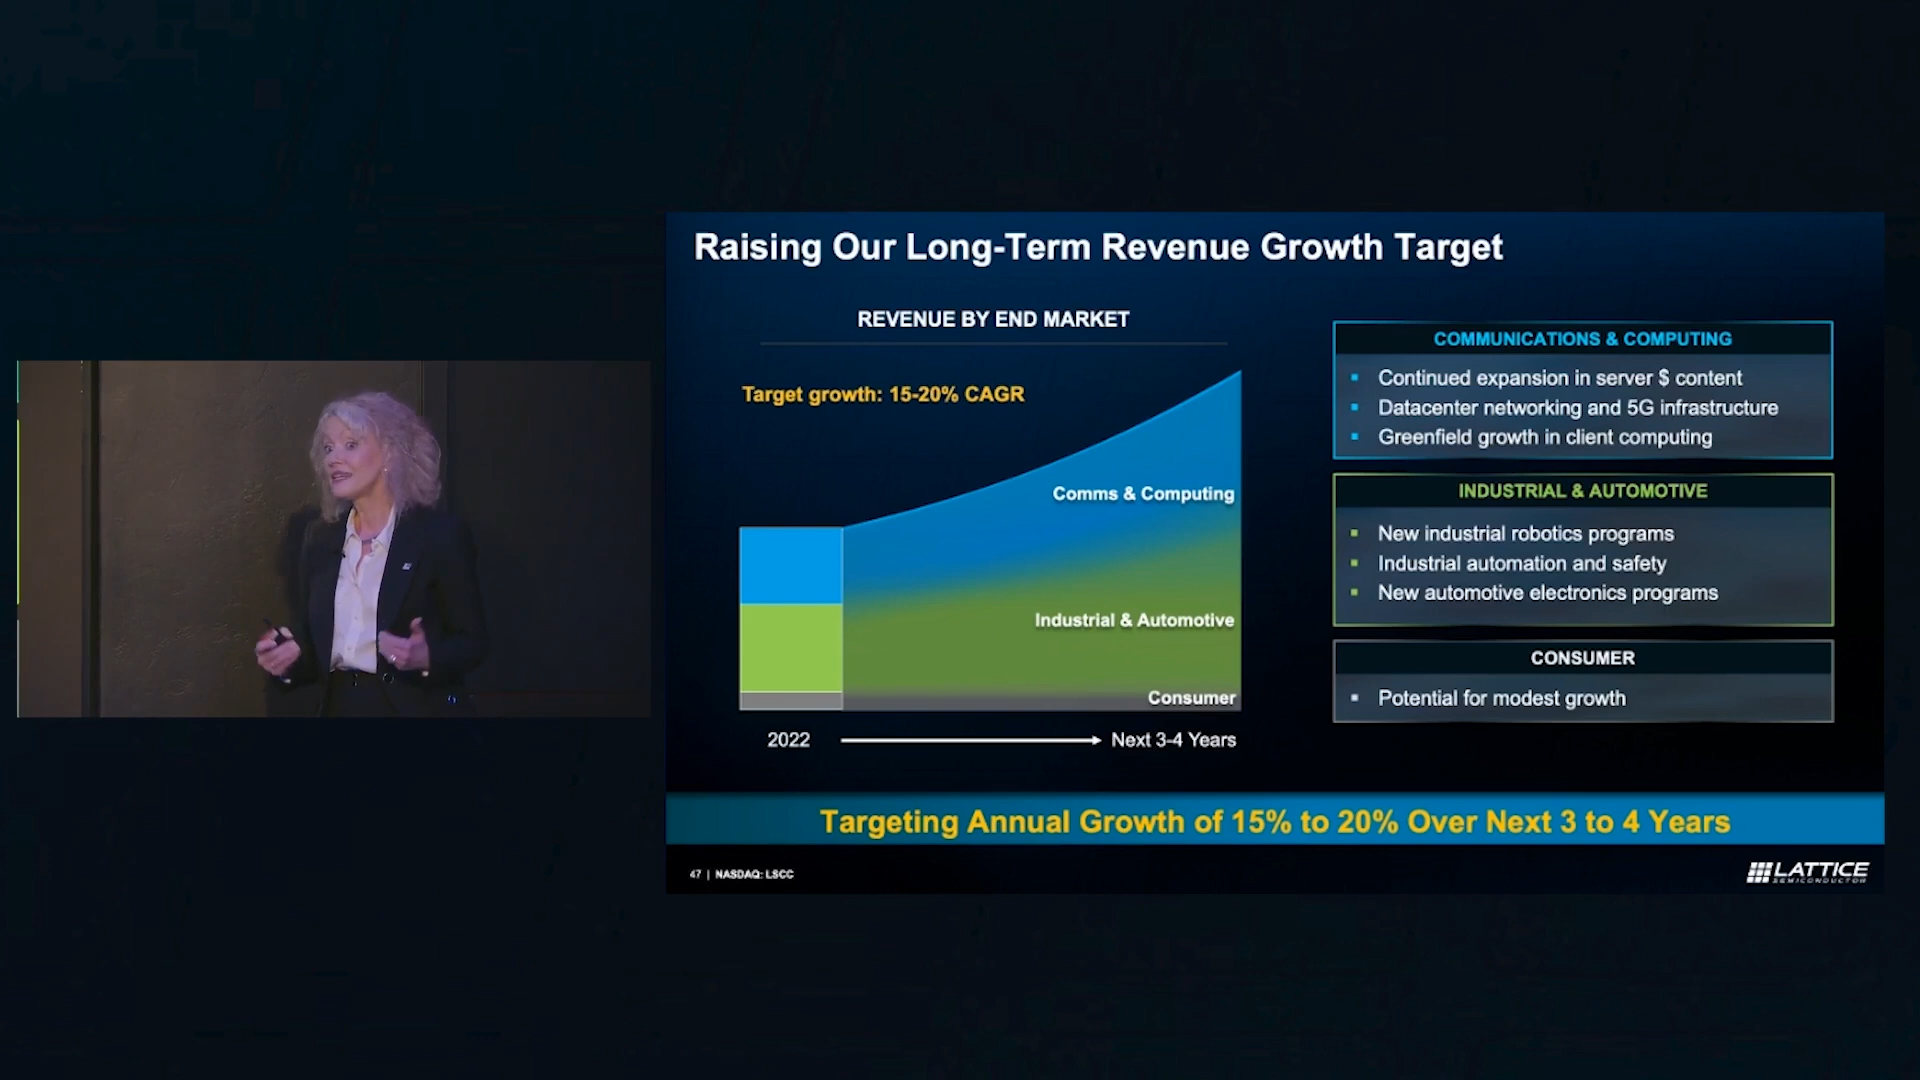 Raising Our Long-Term Revenue Growth Target
REVENUE BY END MARKET
Target growth: 15-20% CAGR
Comms & Computing
Industrial & Automotive
Consumer
2022
Next 3-4 Years
COMMUNICATIONS & COMPUTING
▪ Continued expansion in server $ content
▪ Datacenter networking and 5G infrastructure
▪ Greenfield growth in client computing
INDUSTRIAL & AUTOMOTIVE
▪ New industrial robotics programs
▪ Industrial automation and safety
▪ New automotive electronics programs
CONSUMER
▪ Potential for modest growth
Targeting Annual Growth of 15% to 20% Over Next 3 to 4 Years
47 | NASDAQ: LSCC
LATTICE
SEMICONDUCTOR